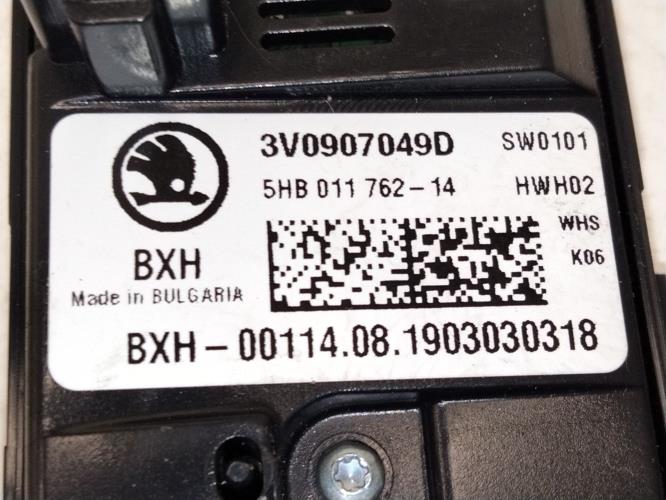 3V0907049D SW0101
5HB 011 762-14 HWH02
WHS
K06
BXH
Made in BULGARIA
BXH-00114.08.1903030318